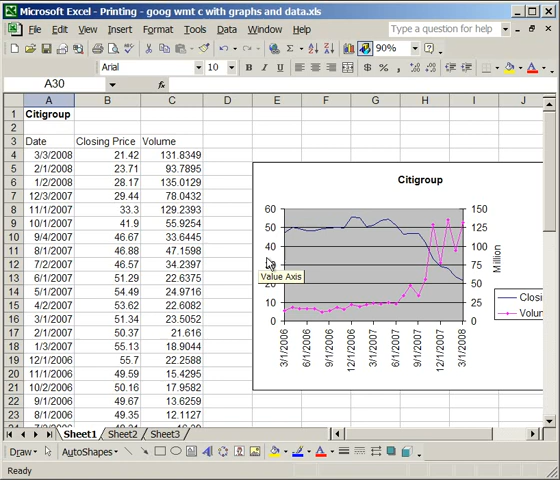 Microsoft Excel - Printing - goog wmt c with graphs and data.xls
File Edit View Insert Format Tools Data Window Help Type a question for help
90%
Arial 10 B I U $ % A
A30 fx
A B C D E F G H I J
1 Citigroup
2
3 Date Closing Price Volume
4 3/3/2008 21.42 131.8349
5 2/1/2008 23.71 93.7895
6 1/2/2008 28.17 135.0129
7 12/3/2007 29.44 78.0432
8 11/1/2007 33.3 129.2393
9 10/1/2007 41.9 55.9254
10 9/4/2007 46.67 33.6445
11 8/1/2007 46.88 47.1598
12 7/2/2007 46.57 34.2397
13 6/1/2007 51.29 22.6375
14 5/1/2007 54.49 24.9716
15 4/2/2007 53.62 22.6082
16 3/1/2007 51.34 23.5052
17 2/1/2007 50.37 21.616
18 1/3/2007 55.13 18.9044
19 12/1/2006 55.7 22.2588
20 11/1/2006 49.59 15.4295
21 10/2/2006 50.16 17.9582
22 9/1/2006 49.67 13.6259
23 8/1/2006 49.35 12.1127
Citigroup
60 150
50 125
40 100
75
20 50
10 25
0 0
Million
Value Axis
Closi
Volun
3/1/2006 6/1/2006 9/1/2006 12/1/2006 3/1/2007 6/1/2007 9/1/2007 12/1/2007 3/1/2008
Sheet1 Sheet2 Sheet3
Draw AutoShapes
Ready